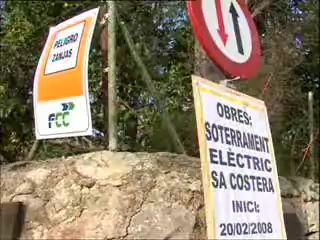 PELIGRO
ZANJAS
FCC
OBRES:
SOTERRAMENT
ELÈCTRIC
SA COSTERA
INICI:
20/02/2008